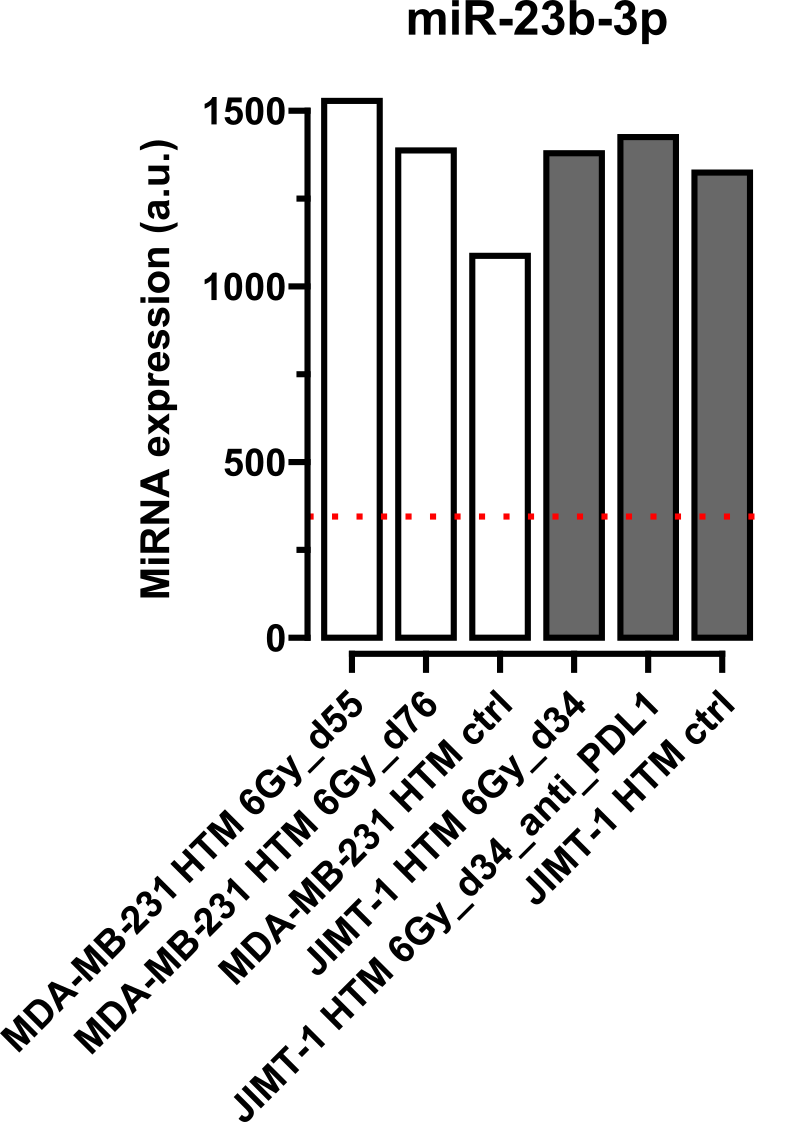 miR-23b-3p
MiRNA expression (a.u.)
1500
1000
500
0
MDA-MB-231 HTM 6Gy_d55
MDA-MB-231 HTM 6Gy_d76
MDA-MB-231 HTM ctrl
JIMT-1 HTM 6Gy_d34
JIMT-1 HTM 6Gy_d34_anti_PDL1
JIMT-1 HTM ctrl